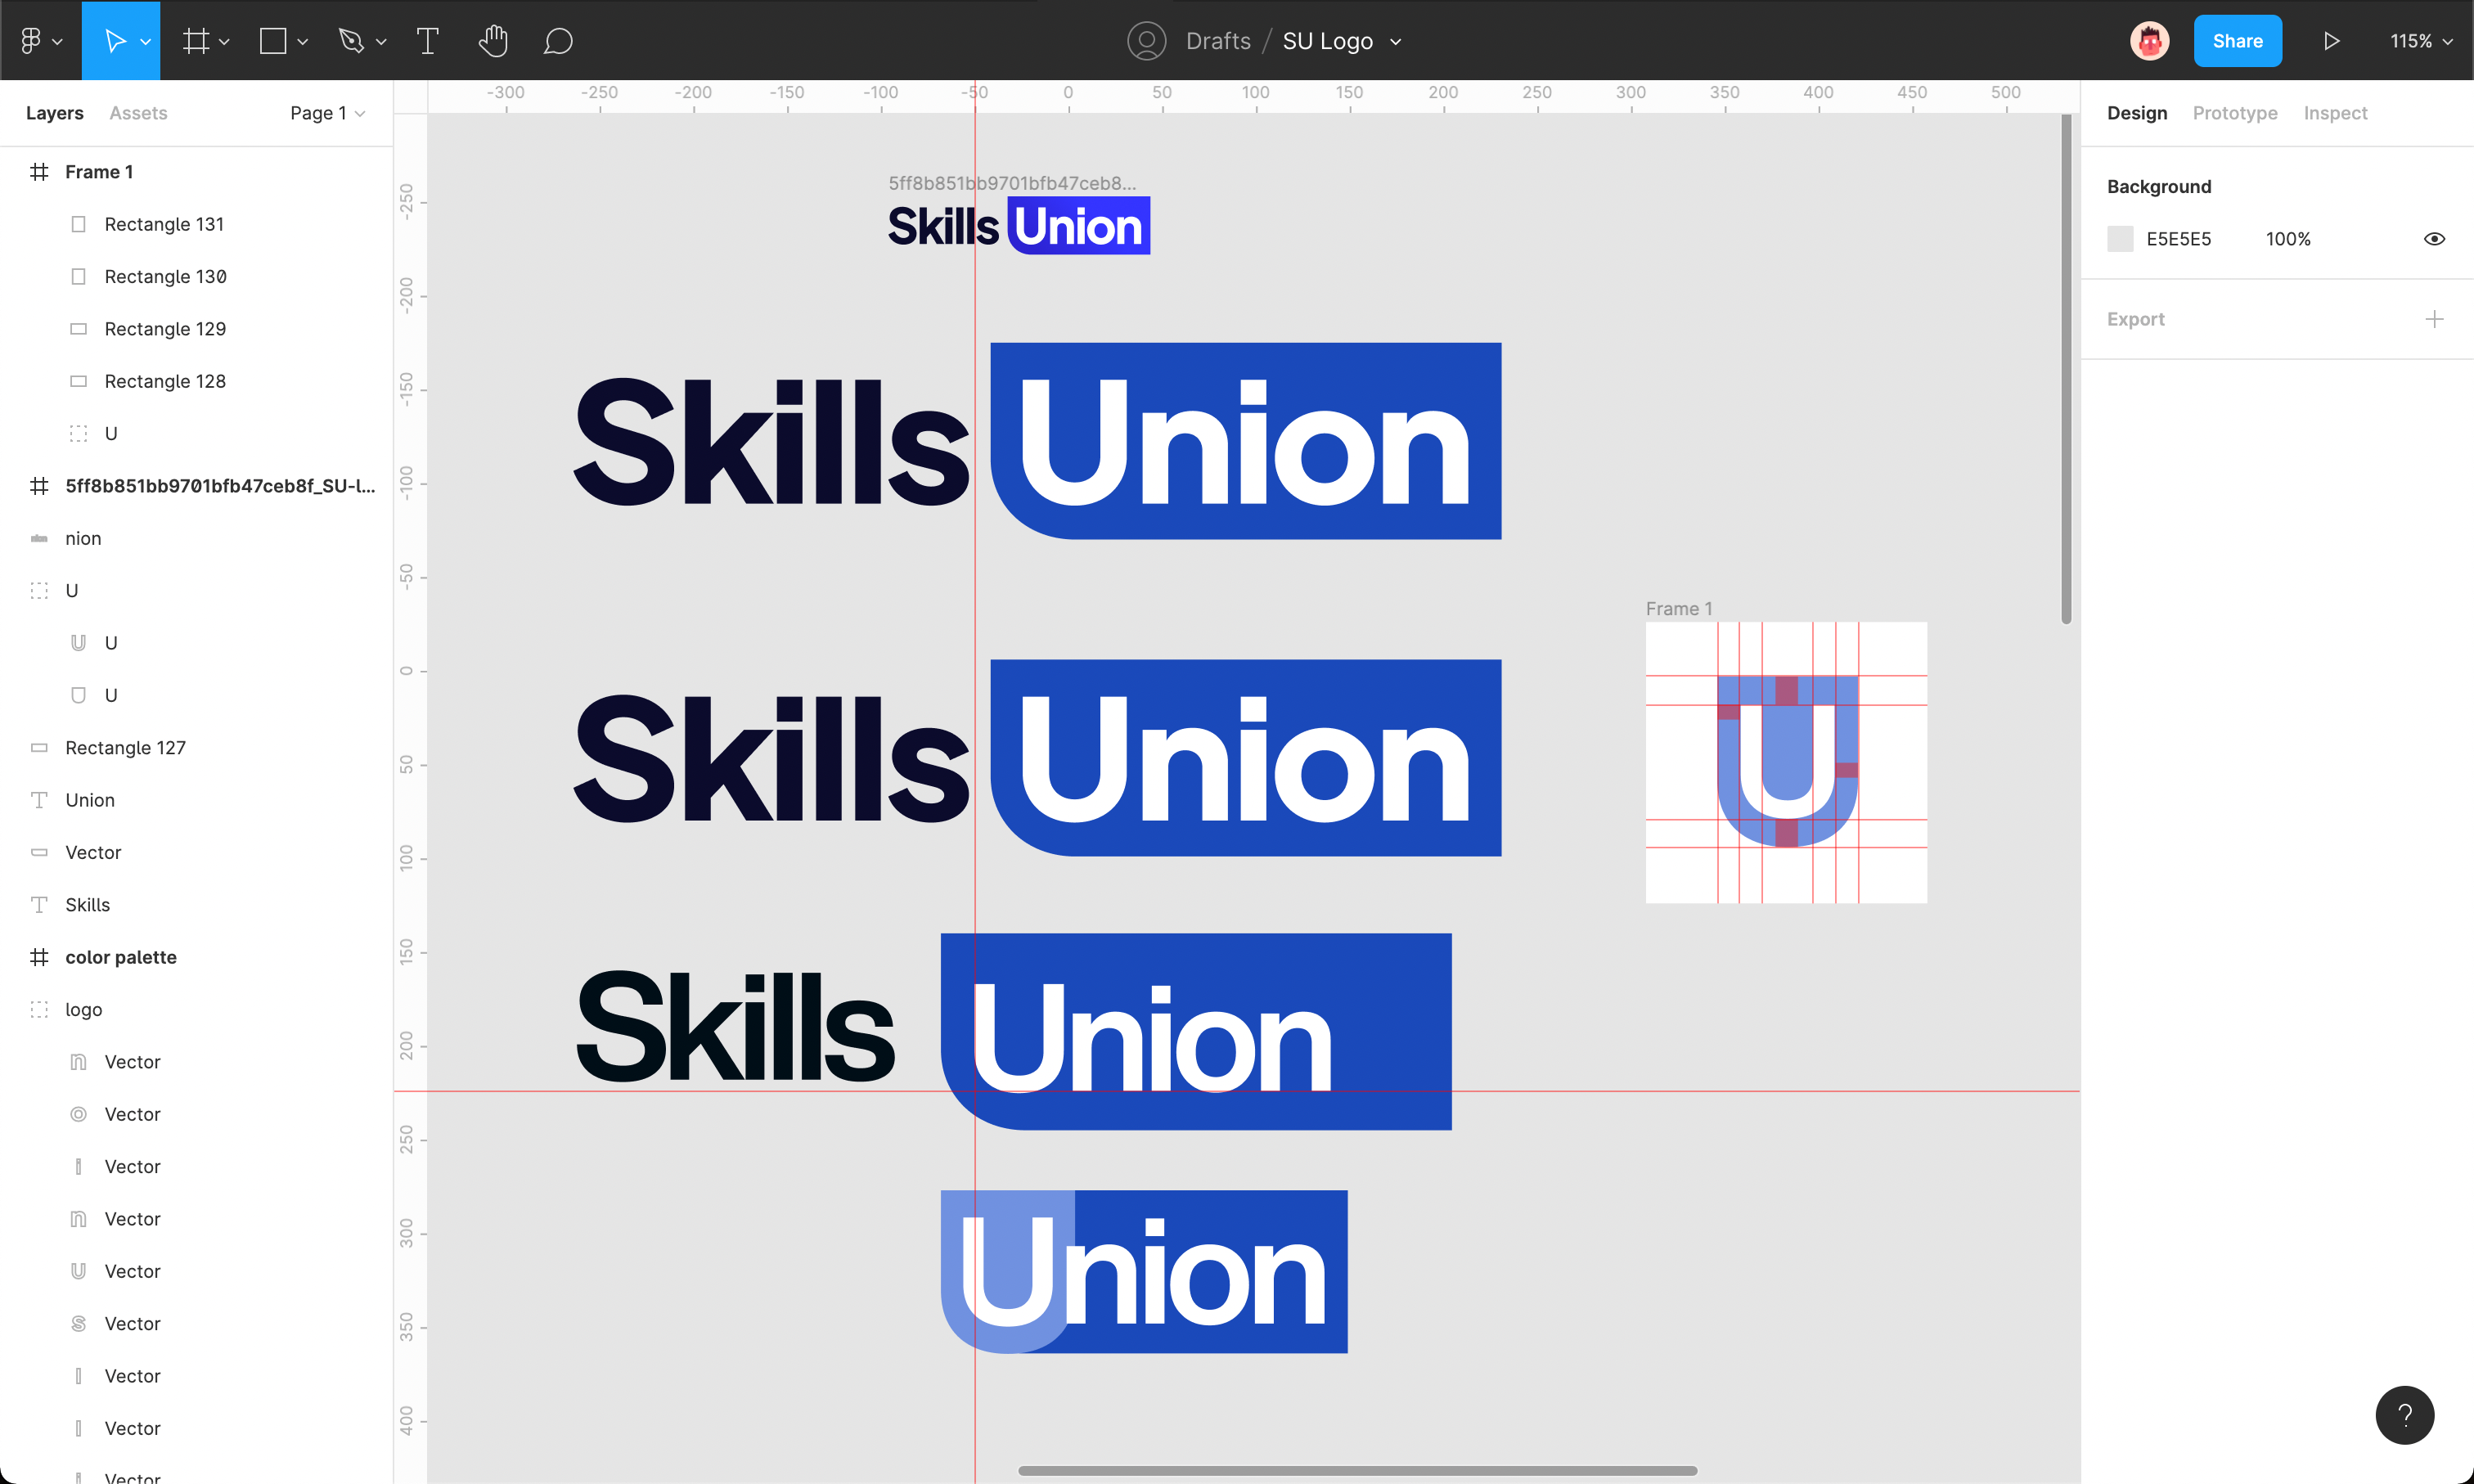 Drafts / SU Logo
Share
115%
Layers
Assets
Page 1
Frame 1
Rectangle 131
Rectangle 130
Rectangle 129
Rectangle 128
U
5ff8b851bb9701bfb47ceb8f_SU-l...
nion
U
U
U
Rectangle 127
Union
Vector
Skills
color palette
logo
Vector
Vector
Vector
Vector
Vector
Vector
Vector
Vector
Vector
-300 -250 -200 -150 -100 -50 0 50 100 150 200 250 300 350 400 450 500
-250
-200
-150
-100
-50
0
50
100
150
200
250
300
350
400
5ff8b851bb9701bfb47ceb8...
Skills Union
Skills Union
Skills Union
Skills Union
Union
Frame 1
U
Design
Prototype
Inspect
Background
E5E5E5
100%
Export
?